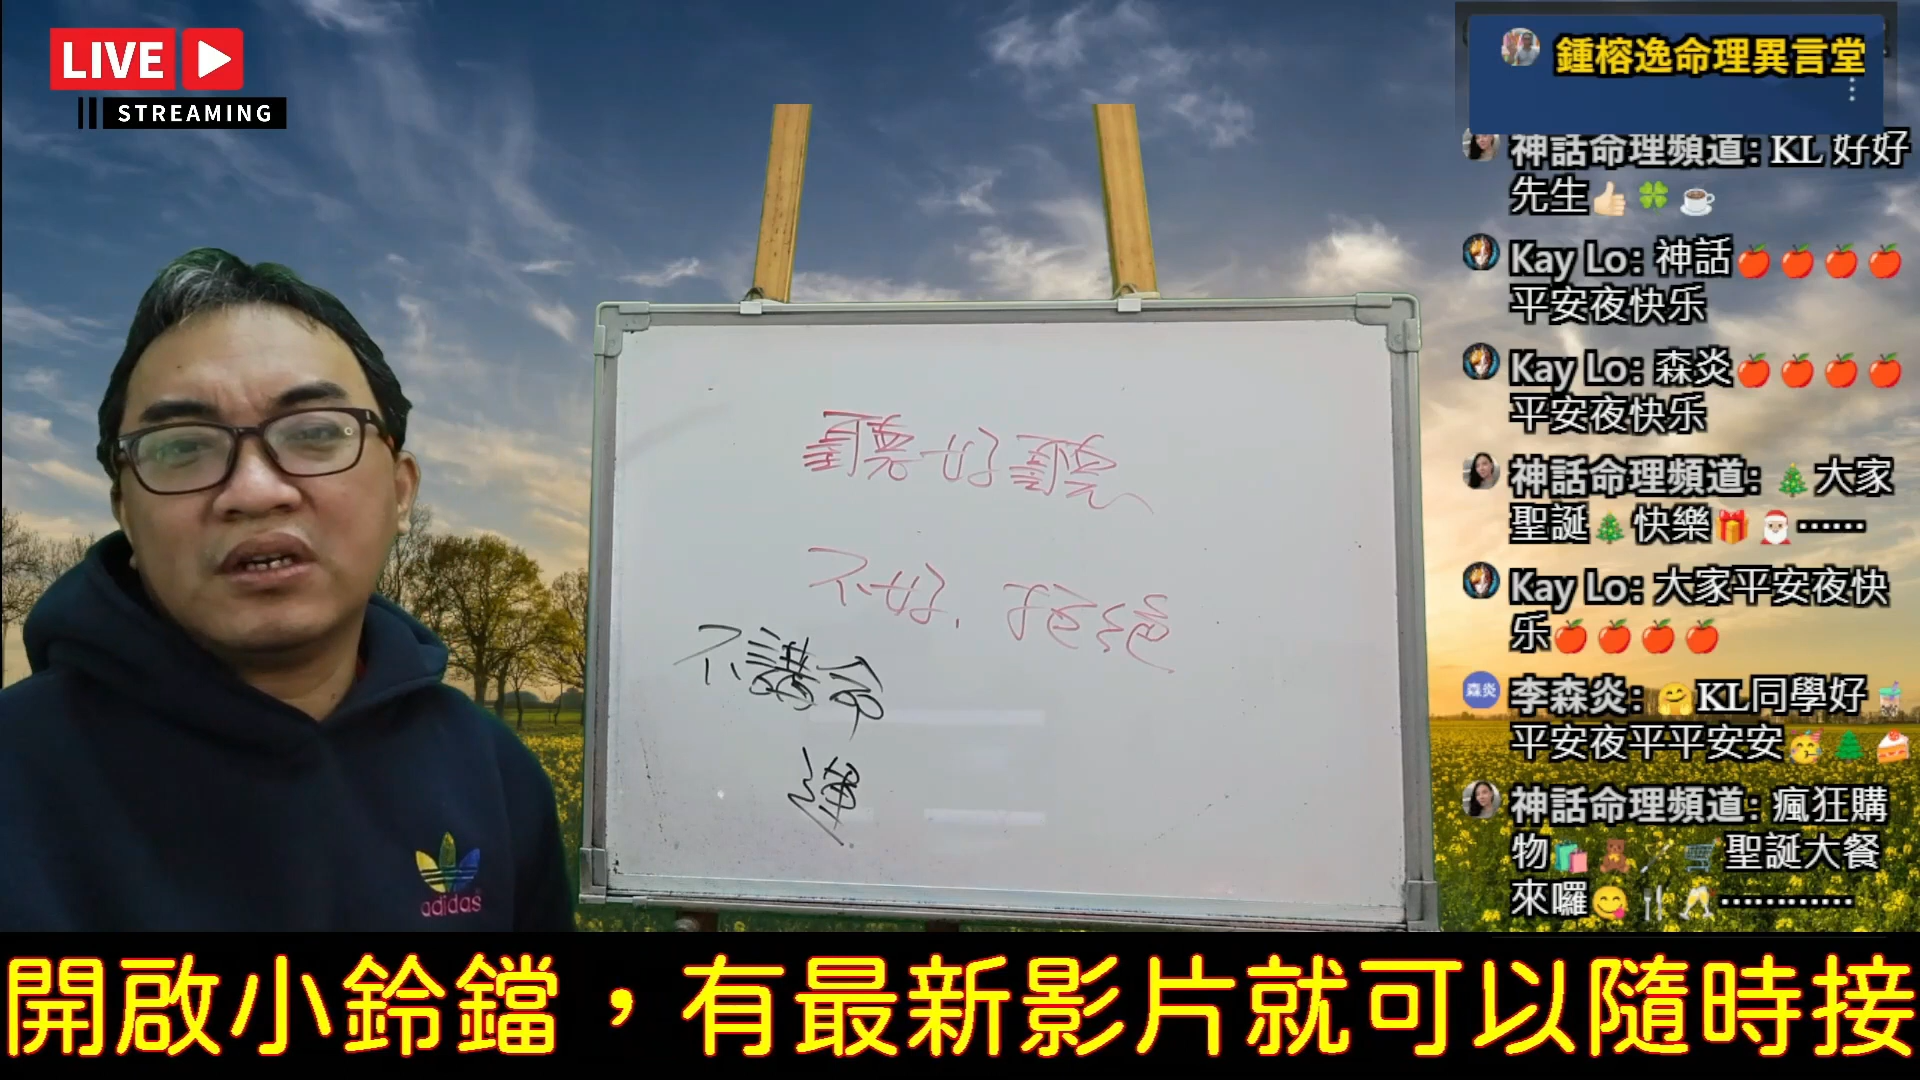 LIVE
STREAMING
鍾榕逸命理異言堂
神話命理頻道: KL 好好
先生👍🏻🍀☕
Kay Lo: 神話🍎🍎🍎🍎
平安夜快乐
Kay Lo: 森炎🍎🍎🍎🍎
平安夜快乐
神話命理頻道: 🎄大家
聖誕🎄快樂🎁🎅🏻⋯⋯
Kay Lo: 大家平安夜快
乐🍎🍎🍎🍎
森炎
李森炎: 🤗KL同學好🧋
平安夜平平安安🥳🎄🍰
神話命理頻道: 瘋狂購
物🛍️🧸🛒聖誕大餐
來囉😋🍴🥂⋯⋯⋯⋯
聽好聽
不好,拒絕
不講命
運
adidas
開啟小鈴鐺,有最新影片就可以隨時接